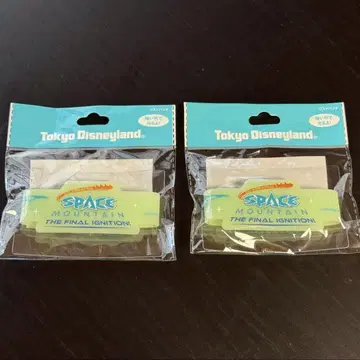 Tokyo Disneyland®
SPACE
MOUNTAIN
THE FINAL IGNITION!
Tokyo Disneyland®
SPACE
MOUNTAIN
THE FINAL IGNITION!